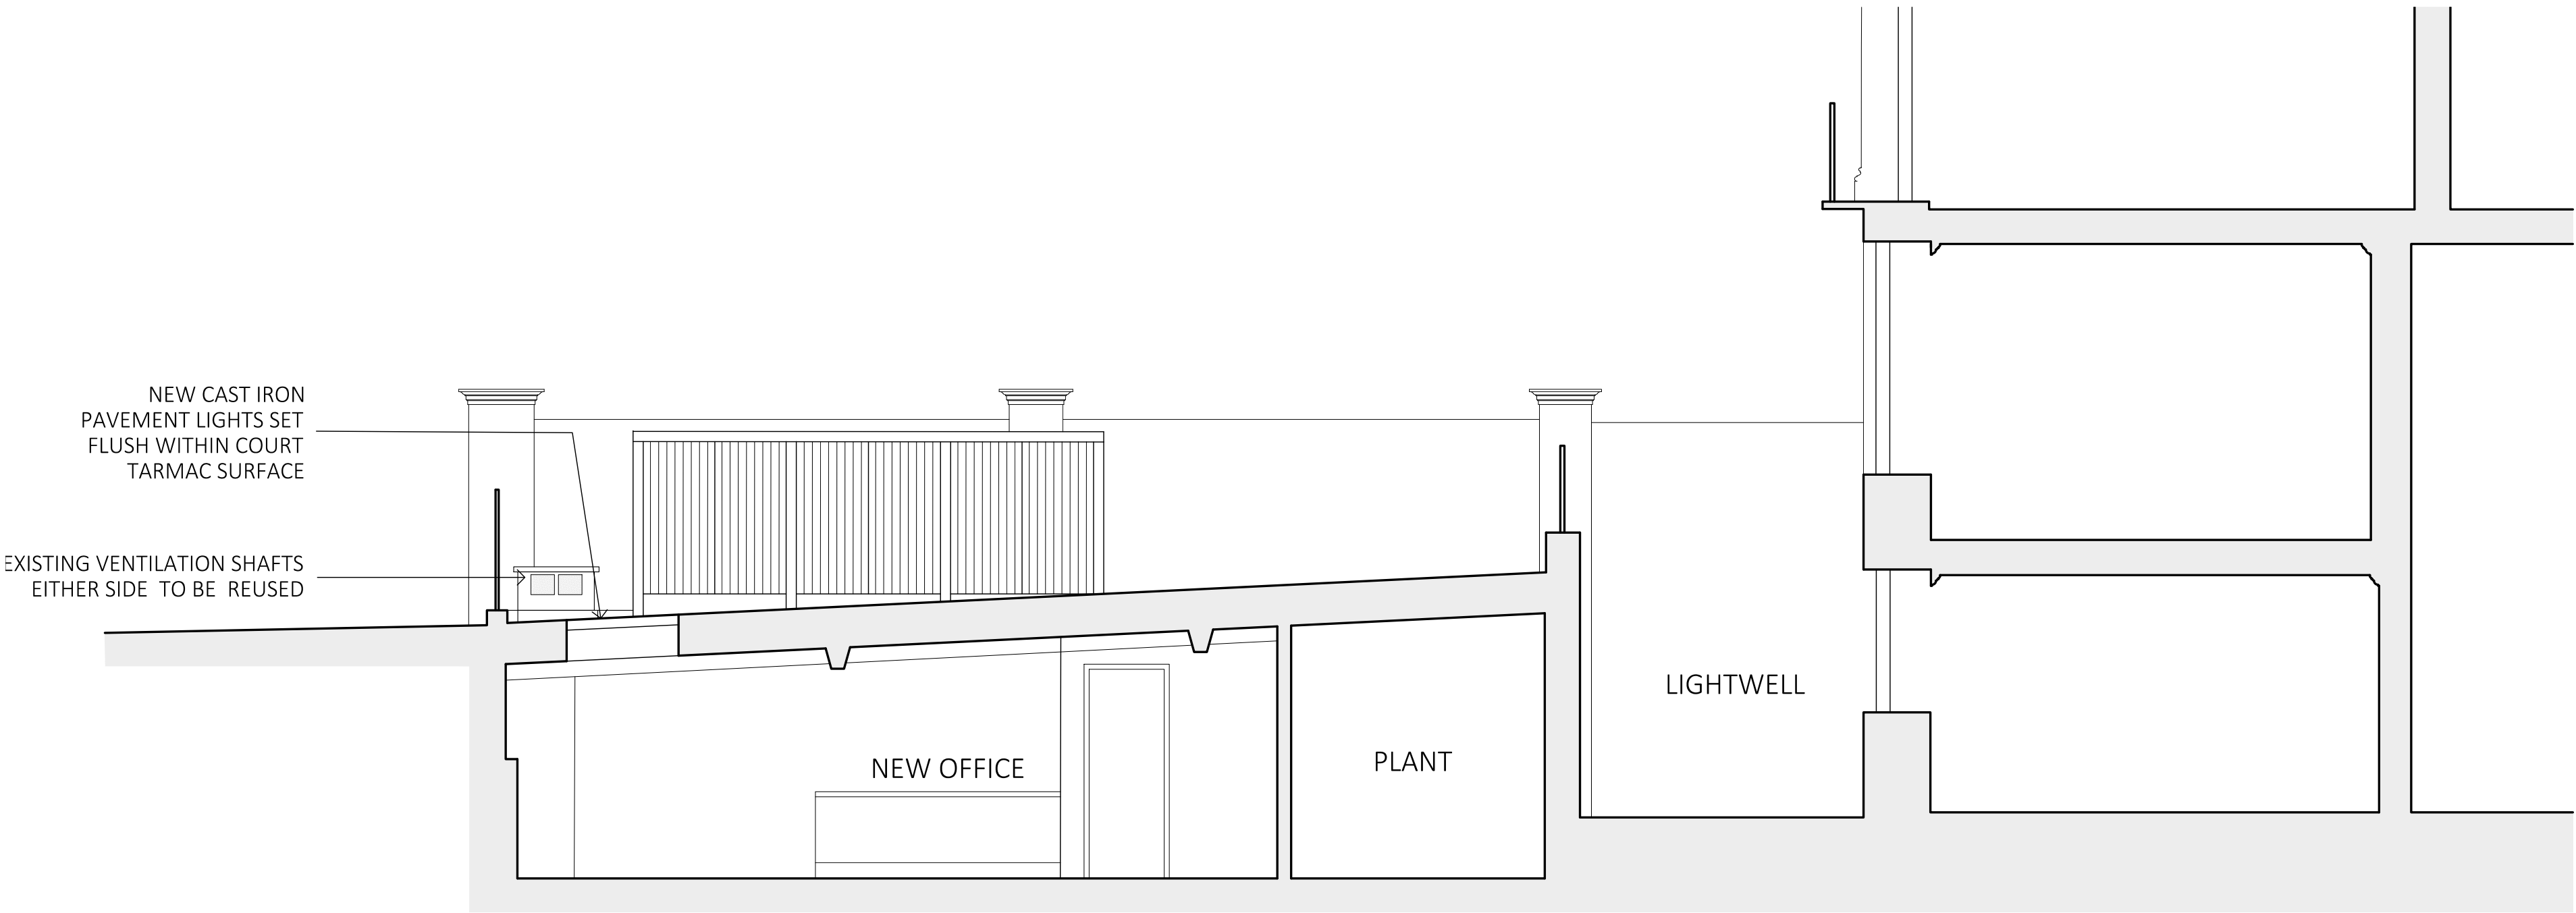 NEW CAST IRON
PAVEMENT LIGHTS SET
FLUSH WITHIN COURT
TARMAC SURFACE
EXISTING VENTILATION SHAFTS
EITHER SIDE TO BE REUSED
NEW OFFICE
PLANT
LIGHTWELL